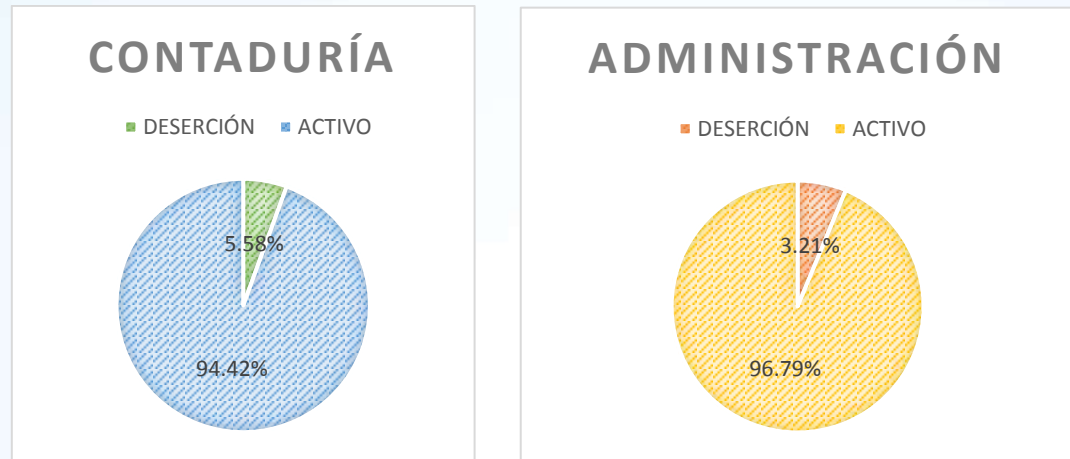 CONTADURÍA
DESERCIÓN ACTIVO
5.58%
94.42%
ADMINISTRACIÓN
DESERCIÓN ACTIVO
3.21%
96.79%